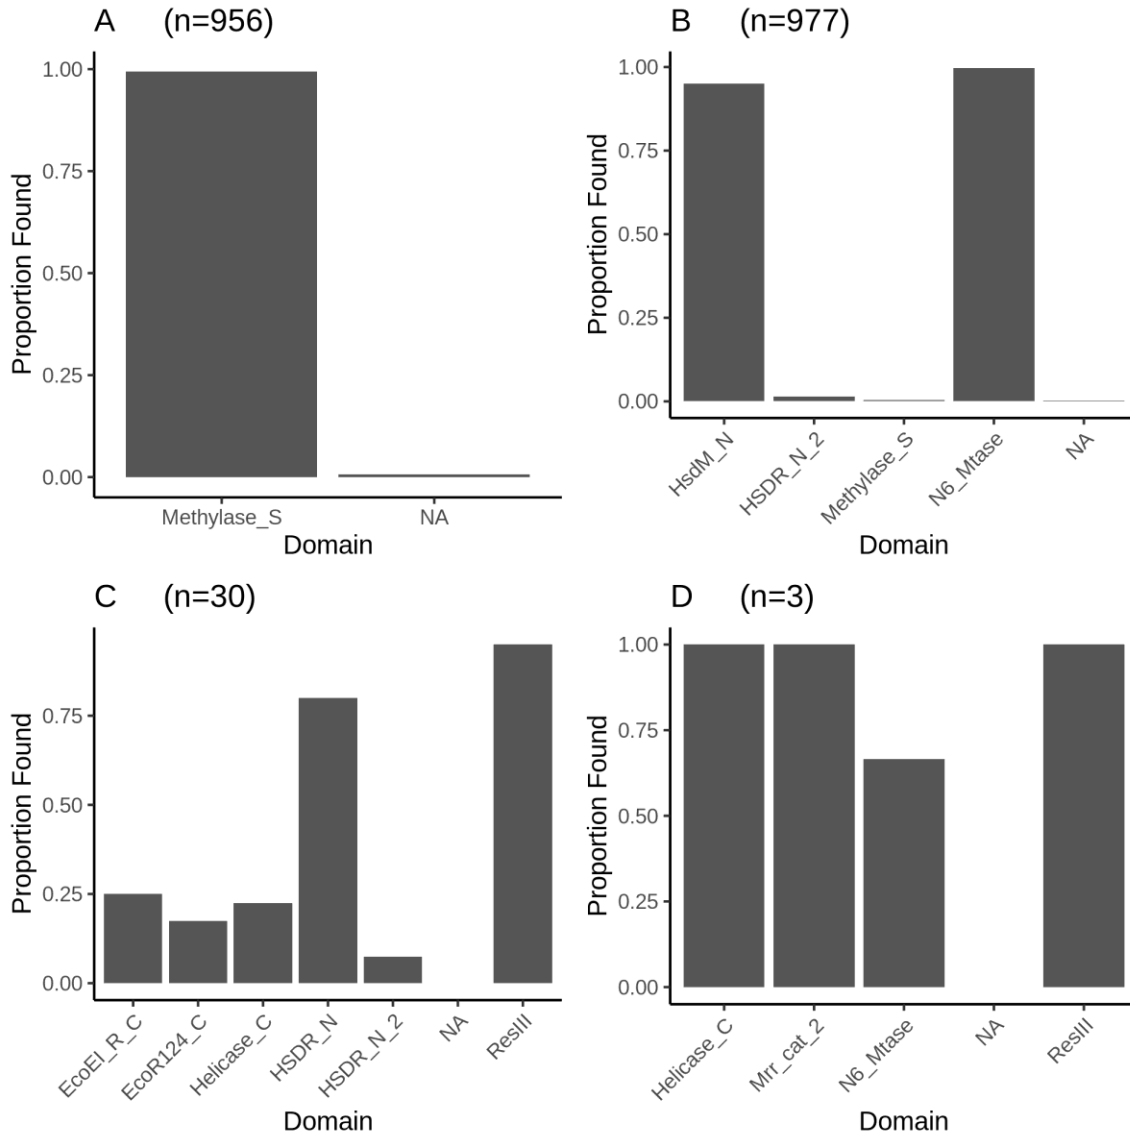 A (n=956)
Proportion Found
1.00
0.75
0.50
0.25
0.00
Methylase_S NA
Domain
B (n=977)
Proportion Found
1.00
0.75
0.50
0.25
0.00
HsdM_N HSDR_N_2 Methylase_S N6_Mtase NA
Domain
C (n=30)
Proportion Found
0.75
0.50
0.25
0.00
EcoEI_R_C EcoR124_C Helicase_C HSDR_N HSDR_N_2 NA ResIII
Domain
D (n=3)
Proportion Found
1.00
0.75
0.50
0.25
0.00
Helicase_C Mrr_cat_2 N6_Mtase NA ResIII
Domain